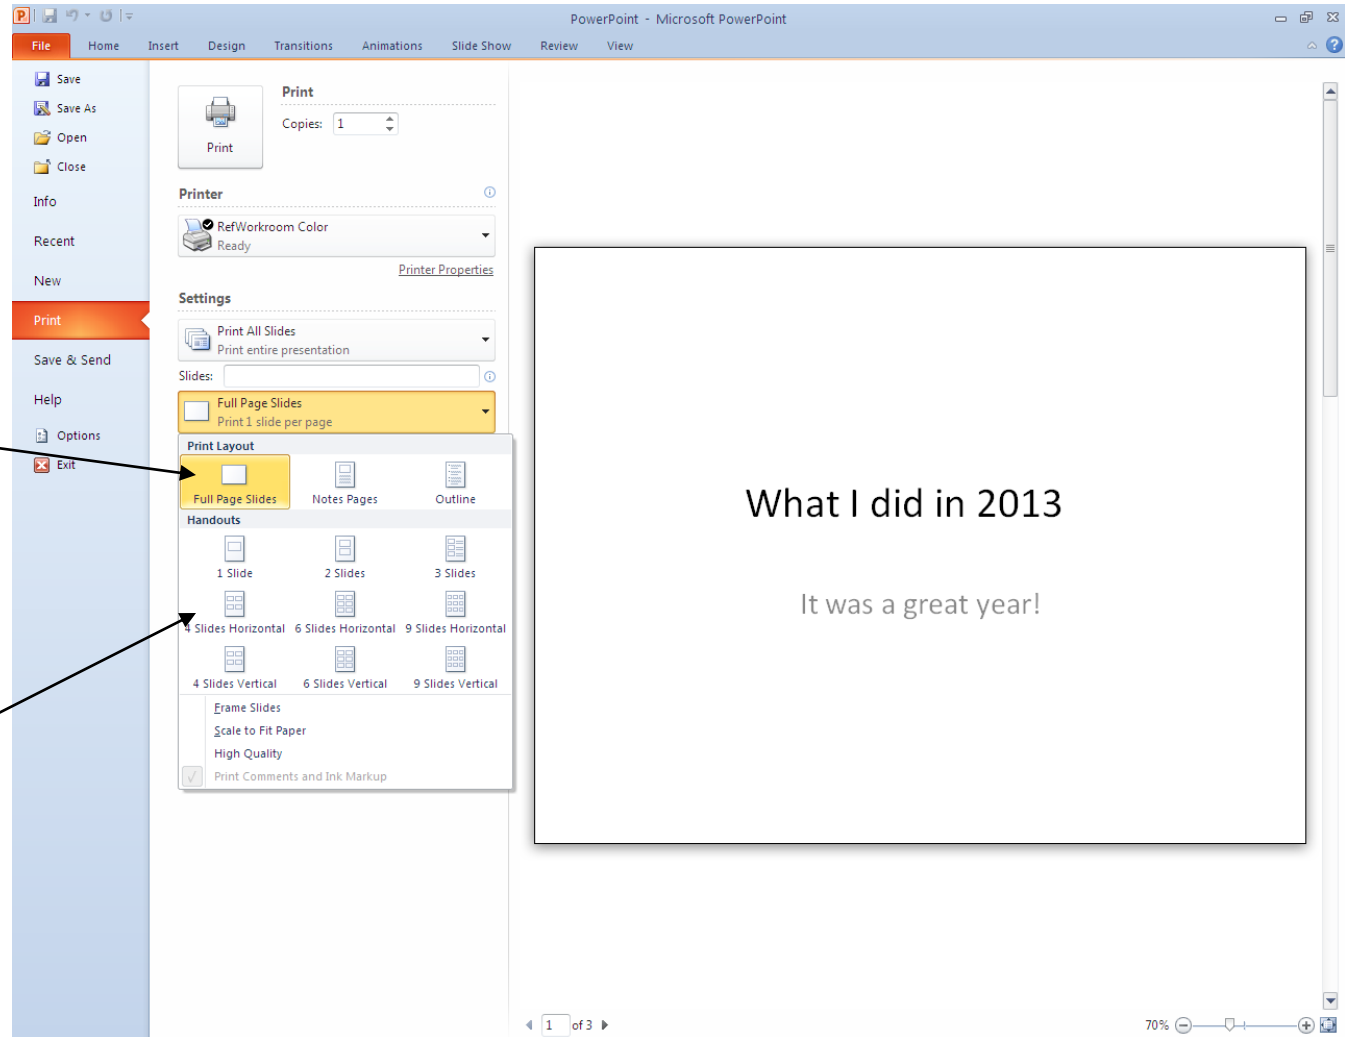 PowerPoint - Microsoft PowerPoint
File Home Insert Design Transitions Animations Slide Show Review View
Save
Save As
Open
Close
Info
Recent
New
Print
Save & Send
Help
Options
Exit
Print
Print
Copies: 1
Printer
RefWorkroom Color
Ready
Printer Properties
Settings
Print All Slides
Print entire presentation
Slides:
Full Page Slides
Print 1 slide per page
Print Layout
Full Page Slides Notes Pages Outline
Handouts
1 Slide 2 Slides 3 Slides
4 Slides Horizontal 6 Slides Horizontal 9 Slides Horizontal
4 Slides Vertical 6 Slides Vertical 9 Slides Vertical
Frame Slides
Scale to Fit Paper
High Quality
Print Comments and Ink Markup
What I did in 2013
It was a great year!
1 of 3
70%